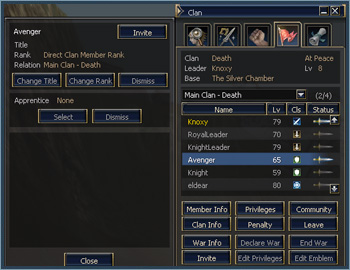 Avenger
Invite
Title
Rank Direct Clan Member Rank
Relation Main Clan - Death
Change Title Change Rank Dismiss
Apprentice None
Select Dismiss
Close
Clan
Clan Death At Peace
Leader Knoxy Lv 8
Base The Silver Chamber
Main Clan - Death (2/4)
Name Lv Cls Status
Knoxy 79
RoyalLeader 70
KnightLeader 79
Avenger 65
Knight 59
eldear 80
Member Info Privileges Community
Clan Info Penalty Leave
War Info Declare War End War
Invite Edit Privileges Edit Emblem